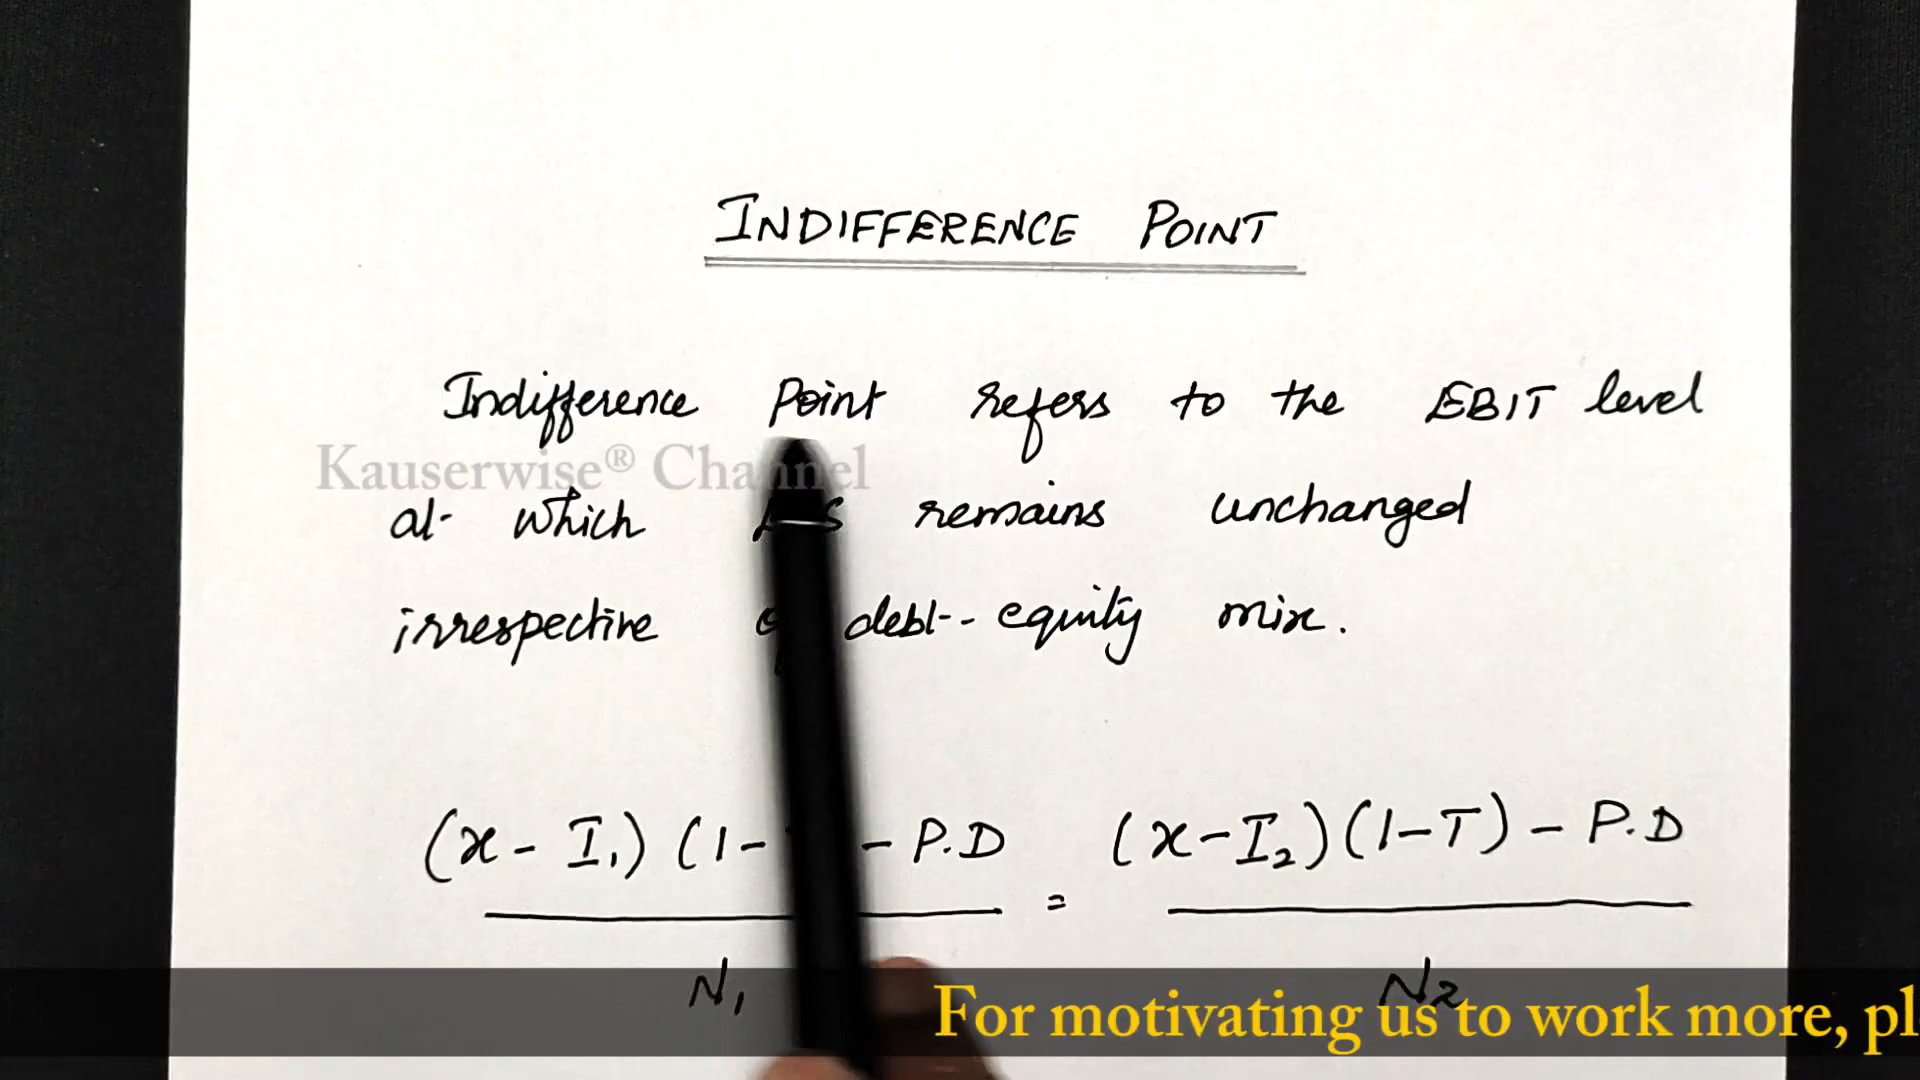 INDIFFERENCE POINT
Indifference Point refers to the EBIT level
Kauserwise® Channel
at which remains unchanged
irrespective debt-equity mix.
(x - I₁) (1- - P.D = (x-I₂)(1-T) - P.D
N₁ N₂
For motivating us to work more, pl